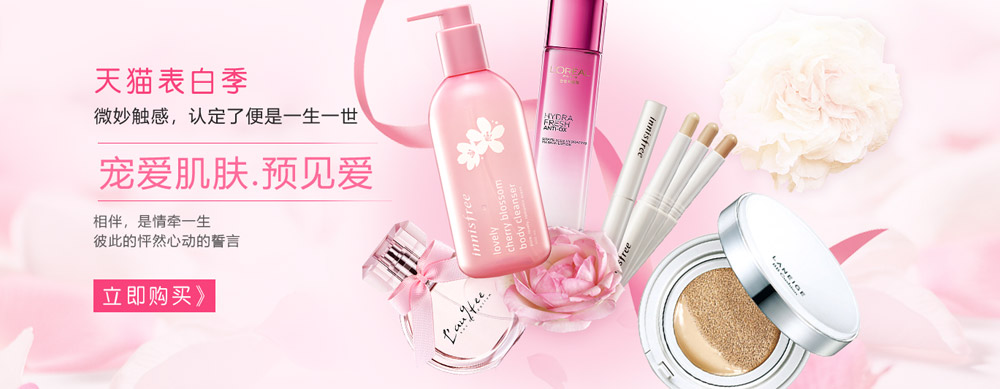 天猫表白季
微妙触感，认定了便是一生一世
宠爱肌肤.预见爱
相伴，是情牵一生
彼此的怦然心动的誓言
立即购买》
innisfree
lovely
cherry blossom
body cleanser
L'ORÉAL
HYDRA
FRESH
ANTI-OX
innisfree
innisfree
LANEIGE